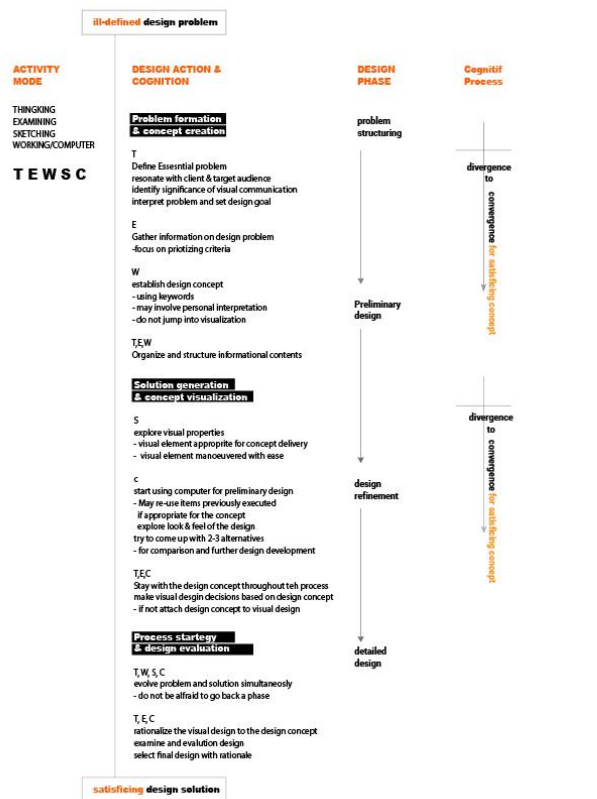 ill-defined design problem
ACTIVITY
MODE
THINGKING
EXAMINING
SKETCHING
WORKING/COMPUTER
T E W S C
DESIGN ACTION &
COGNITION
Problem formation
& concept creation
T
Define Essesntial problem
resonate with client & target audience
identify significance of visual communication
interpret problem and set design goal
E
Gather information on design problem
-focus on priotizing criteria
W
establish design concept
- using keywords
- may involve personal interpretation
- do not jump into visualization
T,E,W
Organize and structure informational contents
Solution generation
& concept visualization
S
explore visual properties
- visual element approprite for concept delivery
- visual element manoeuvered with ease
c
start using computer for preliminary design
- May re-use items previously executed
if appropriate for the concept
explore look & feel of the design
try to come up with 2-3 alternatives
- for comparison and further design development
T,E,C
Stay with the design concept throughout teh process
make visual desgin decisions based on design concept
- if not attach design concept to visual design
Process startegy
& design evaluation
T, W, S, C
evolve problem and solution simultaneosly
- do not be alfraid to go back a phase
T, E, C
rationalize the visual design to the design concept
examine and evalution design
select final design with rationale
DESIGN
PHASE
problem
structuring
Preliminary
design
design
refinement
detailed
design
Cognitif
Process
divergence
to
convergence for satisficing concept
divergence
to
convergence for satisficing concept
satisficing design solution